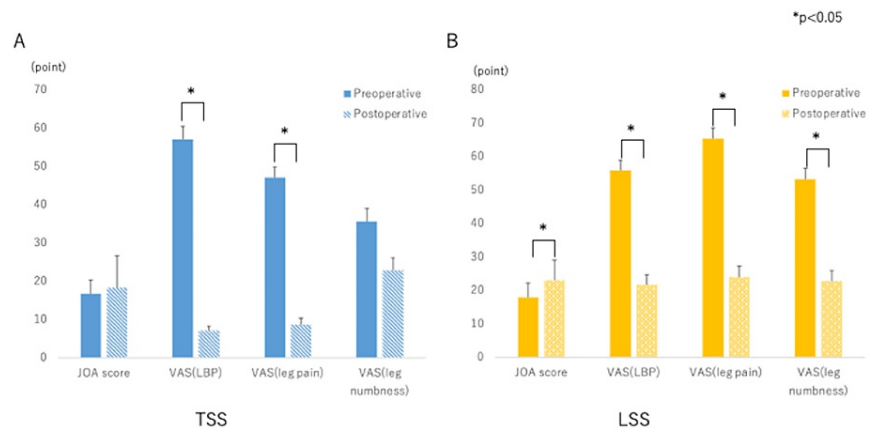 *p<0.05
A
(point)
70
60
50
40
30
20
10
0
Preoperative
Postoperative
*
*
JOA score VAS(LBP) VAS(leg pain) VAS(leg numbness)
TSS
B
(point)
80
70
60
50
40
30
20
10
0
Preoperative
Postoperative
*
*
*
*
JOA score VAS(LBP) VAS(leg pain) VAS(leg numbness)
LSS